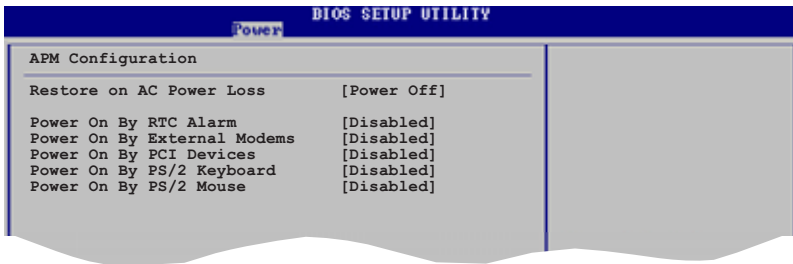 BIOS SETUP UTILITY
Power
APM Configuration
Restore on AC Power Loss [Power Off]
Power On By RTC Alarm [Disabled]
Power On By External Modems [Disabled]
Power On By PCI Devices [Disabled]
Power On By PS/2 Keyboard [Disabled]
Power On By PS/2 Mouse [Disabled]